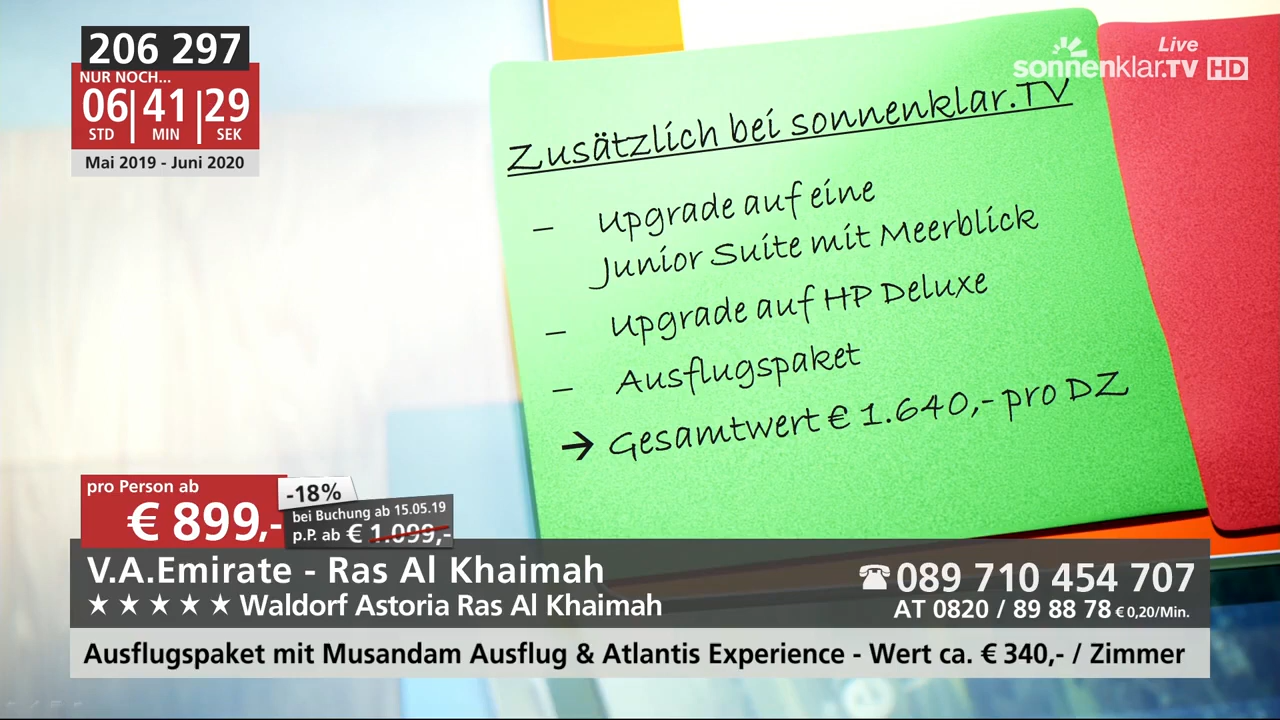 206 297
NUR NOCH...
06 41 29
STD MIN SEK
Mai 2019 - Juni 2020
Live
sonnenklar.TV HD
Zusätzlich bei sonnenklar.TV
– Upgrade auf eine
Junior Suite mit Meerblick
– Upgrade auf HP Deluxe
– Ausflugspaket
→ Gesamtwert € 1.640,- pro DZ
pro Person ab
€ 899,-
-18%
bei Buchung ab 15.05.19
p.P. ab € 1.099,-
V.A.Emirate - Ras Al Khaimah
★★★★★ Waldorf Astoria Ras Al Khaimah
☎ 089 710 454 707
AT 0820 / 89 88 78 € 0,20/Min.
Ausflugspaket mit Musandam Ausflug & Atlantis Experience - Wert ca. € 340,- / Zimmer